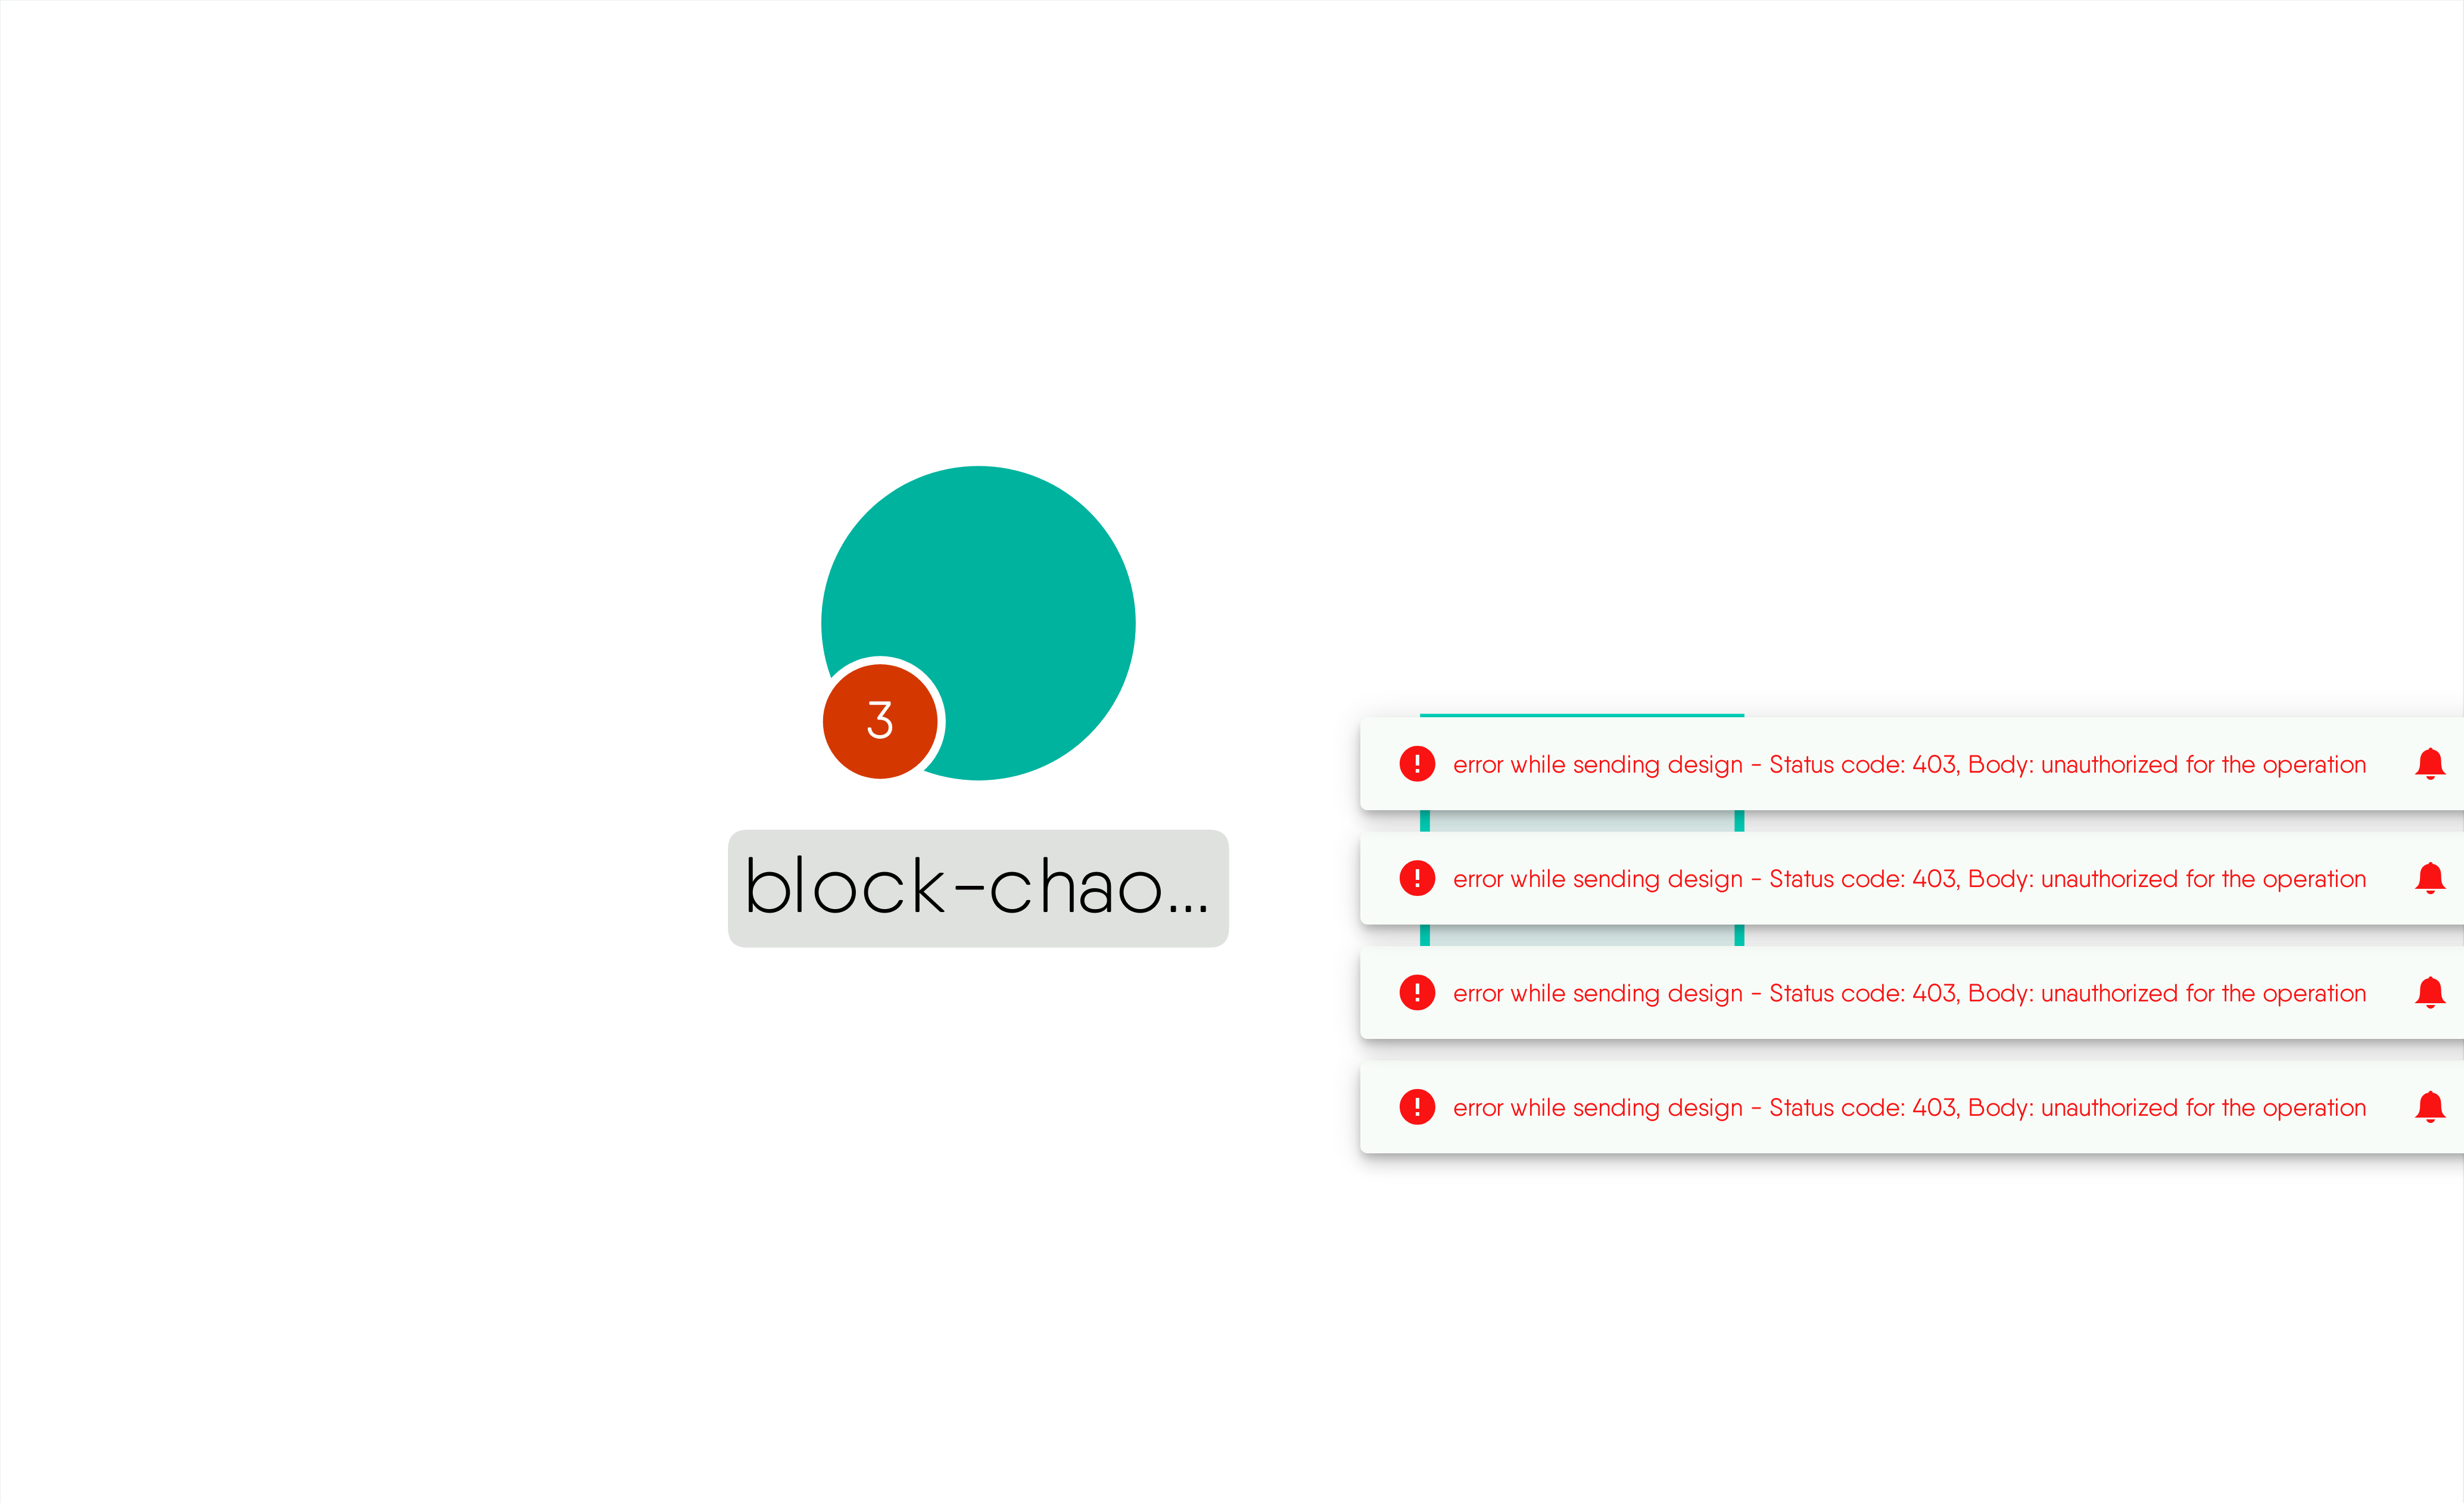 3
block-chao...
error while sending design - Status code: 403, Body: unauthorized for the operation
error while sending design - Status code: 403, Body: unauthorized for the operation
error while sending design - Status code: 403, Body: unauthorized for the operation
error while sending design - Status code: 403, Body: unauthorized for the operation